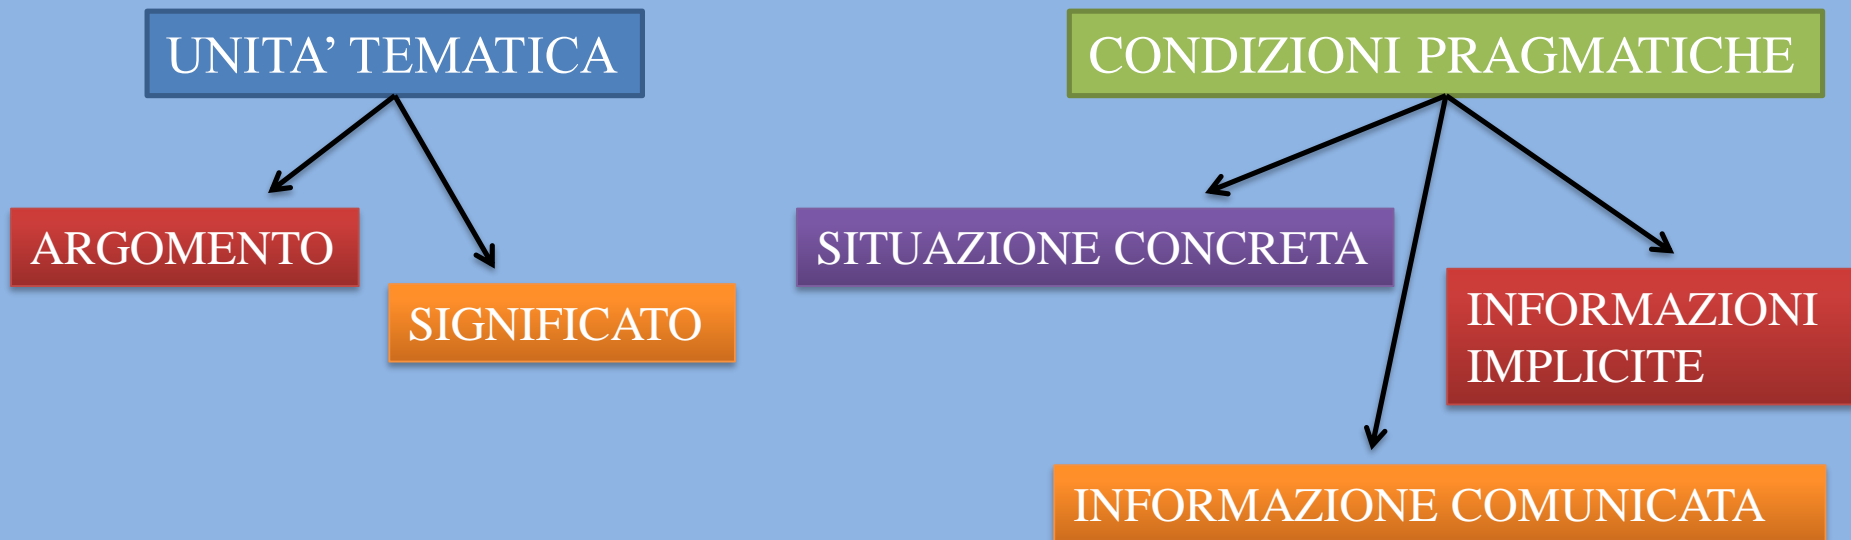 UNITA’ TEMATICA
CONDIZIONI PRAGMATICHE
ARGOMENTO
SIGNIFICATO
SITUAZIONE CONCRETA
INFORMAZIONI
IMPLICITE
INFORMAZIONE COMUNICATA